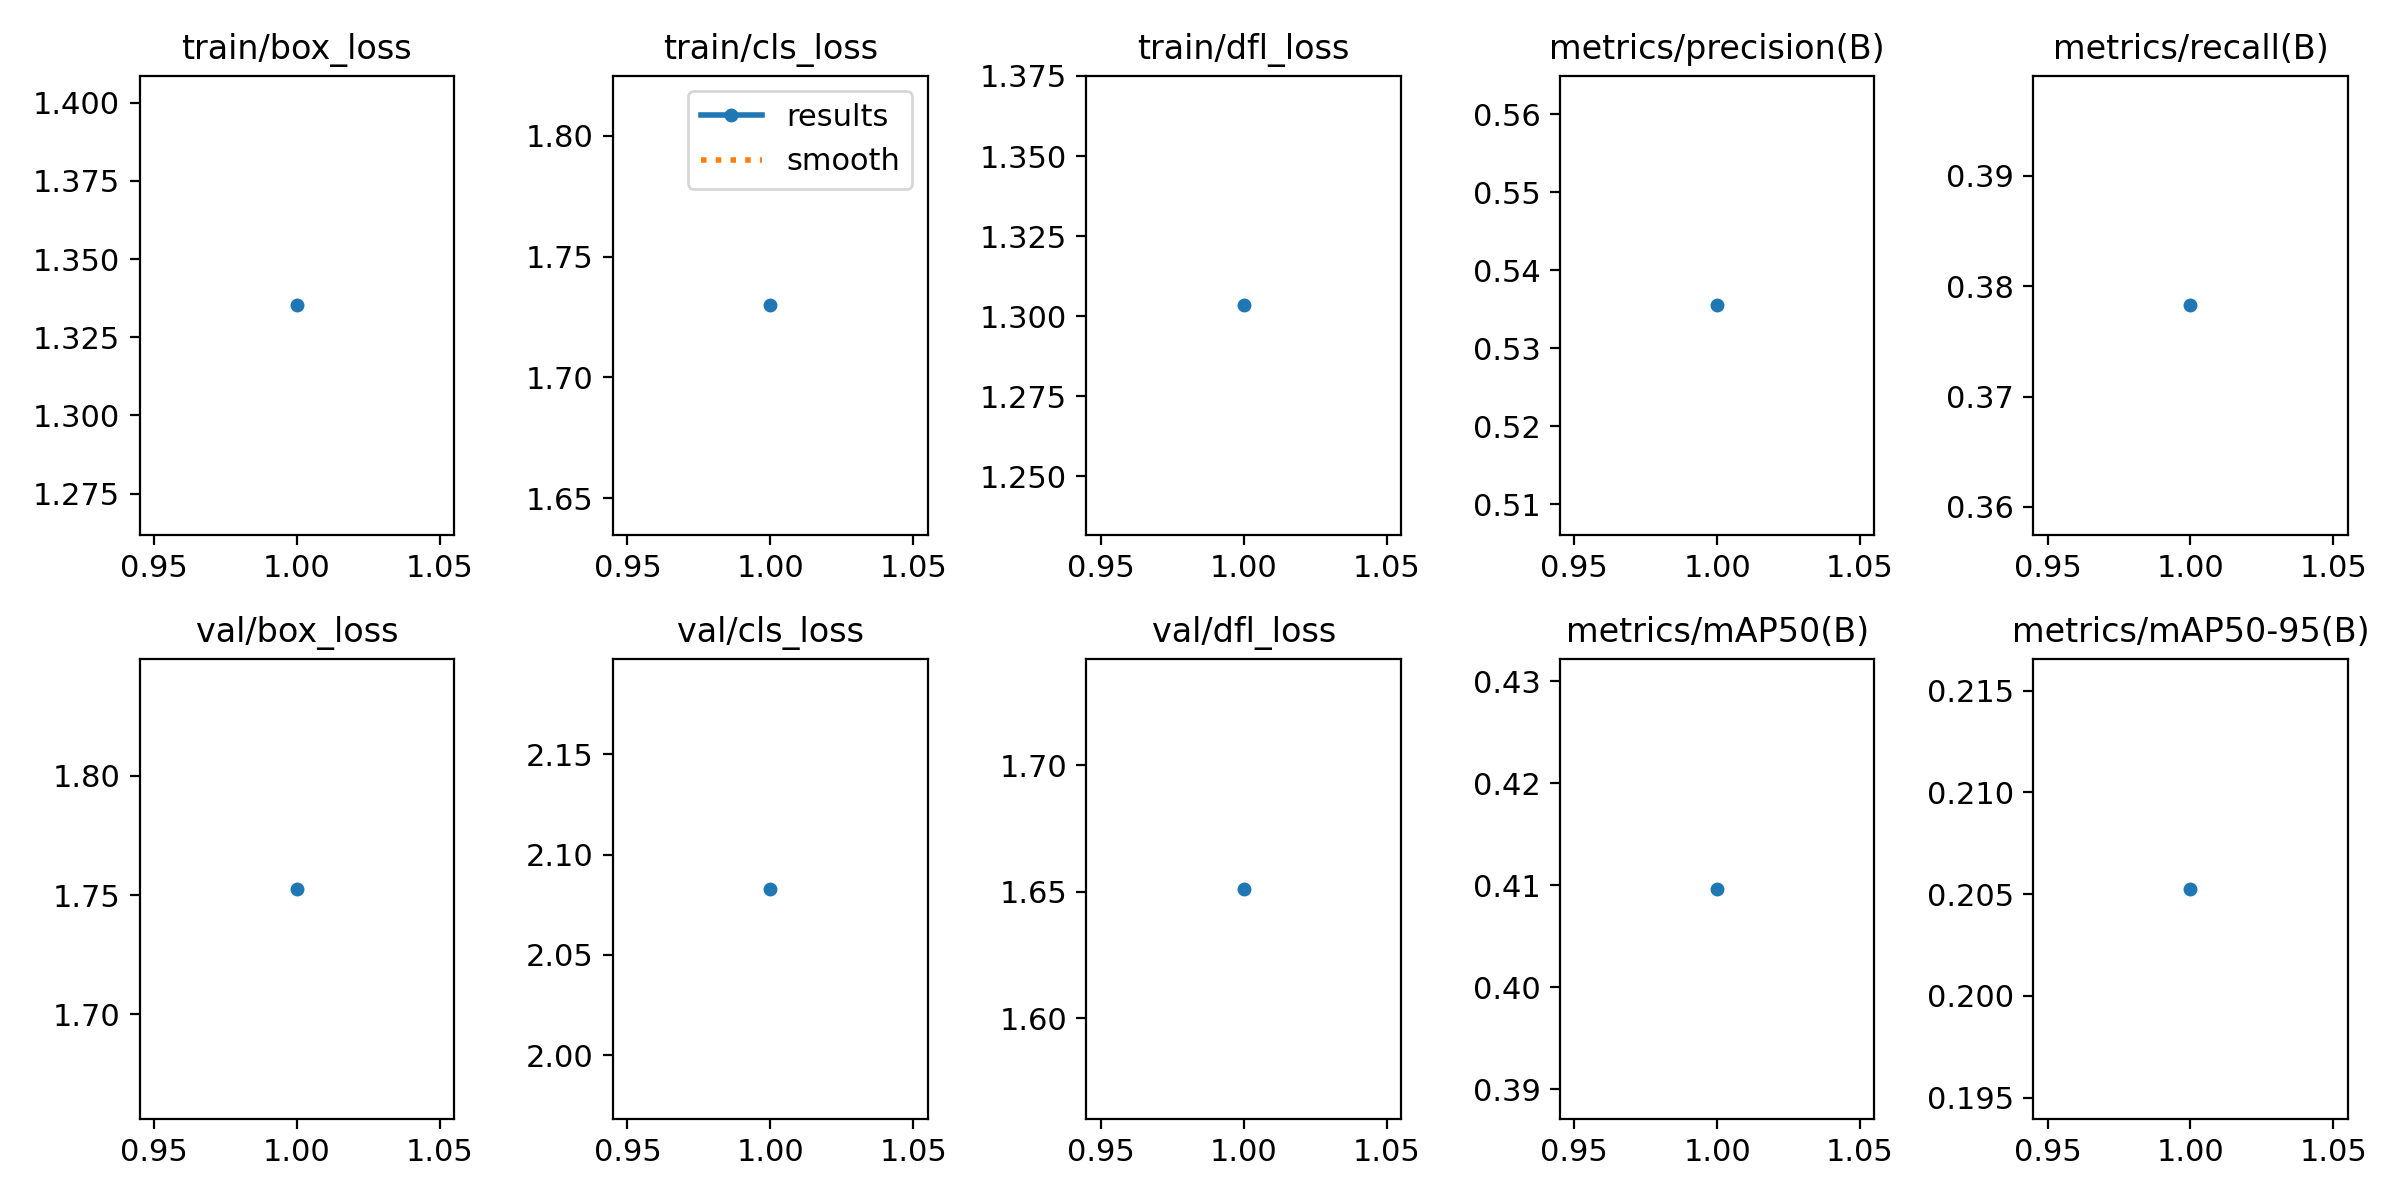 train/box_loss
1.400
1.375
1.350
1.325
1.300
1.275
0.95 1.00 1.05
train/cls_loss
results
smooth
1.80
1.75
1.70
1.65
0.95 1.00 1.05
train/dfl_loss
1.375
1.350
1.325
1.300
1.275
1.250
0.95 1.00 1.05
metrics/precision(B)
0.56
0.55
0.54
0.53
0.52
0.51
0.95 1.00 1.05
metrics/recall(B)
0.39
0.38
0.37
0.36
0.95 1.00 1.05
val/box_loss
1.80
1.75
1.70
0.95 1.00 1.05
val/cls_loss
2.15
2.10
2.05
2.00
0.95 1.00 1.05
val/dfl_loss
1.70
1.65
1.60
0.95 1.00 1.05
metrics/mAP50(B)
0.43
0.42
0.41
0.40
0.39
0.95 1.00 1.05
metrics/mAP50-95(B)
0.215
0.210
0.205
0.200
0.195
0.95 1.00 1.05